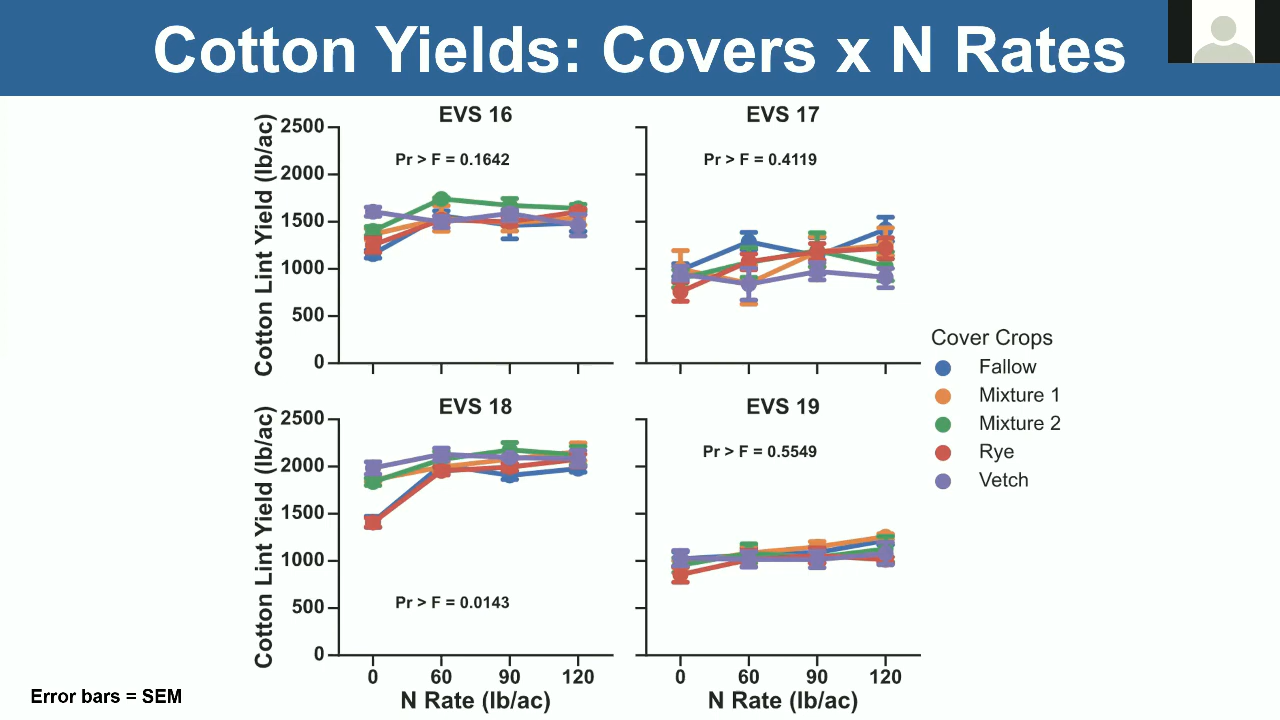 Cotton Yields: Covers x N Rates
EVS 16
EVS 17
Cotton Lint Yield (lb/ac)
2500
2000
1500
1000
500
0
Pr > F = 0.1642
Pr > F = 0.4119
EVS 18
EVS 19
Cotton Lint Yield (lb/ac)
2500
2000
1500
1000
500
0
Pr > F = 0.0143
Pr > F = 0.5549
0 60 90 120
0 60 90 120
N Rate (lb/ac)
N Rate (lb/ac)
Cover Crops
Fallow
Mixture 1
Mixture 2
Rye
Vetch
Error bars = SEM